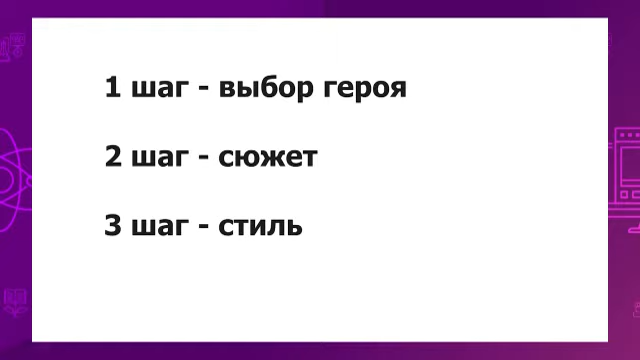 1 шаг - выбор героя
2 шаг - сюжет
3 шаг - стиль